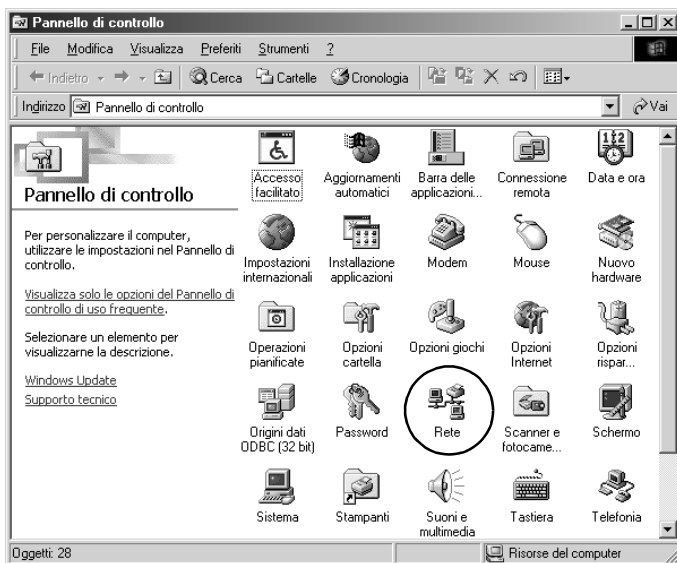 Pannello di controllo
File Modifica Visualizza Preferiti Strumenti ?
Indietro Cerca Cartelle Cronologia
Indirizzo Pannello di controllo Vai
Pannello di controllo
Per personalizzare il computer,
utilizzare le impostazioni nel Pannello di
controllo.
Visualizza solo le opzioni del Pannello di
controllo di uso frequente.
Selezionare un elemento per
visualizzarne la descrizione.
Windows Update
Supporto tecnico
Accesso
facilitato
Aggiornamenti
automatici
Barra delle
applicazioni...
Connessione
remota
Data e ora
Impostazioni
internazionali
Installazione
applicazioni
Modem
Mouse
Nuovo
hardware
Operazioni
pianificate
Opzioni
cartella
Opzioni giochi
Opzioni
Internet
Opzioni
rispar...
Origini dati
ODBC (32 bit)
Password
Rete
Scanner e
fotocame...
Schermo
Sistema
Stampanti
Suoni e
multimedia
Tastiera
Telefonia
Oggetti: 28
Risorse del computer